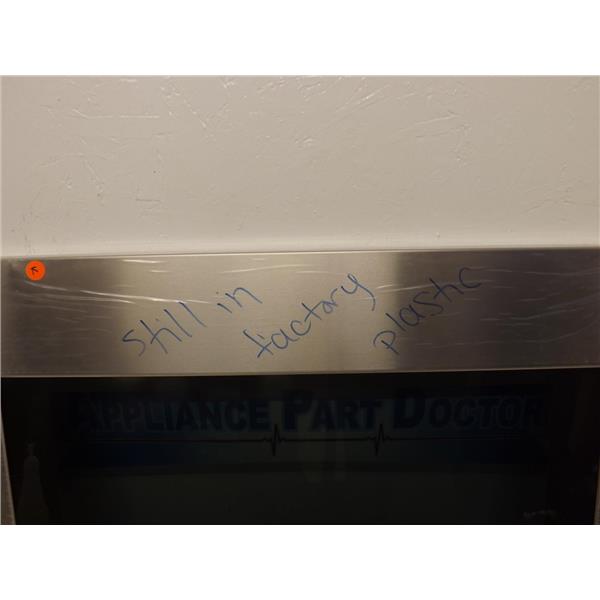 Still in factory plastic
APPLIANCE PART DOCTOR